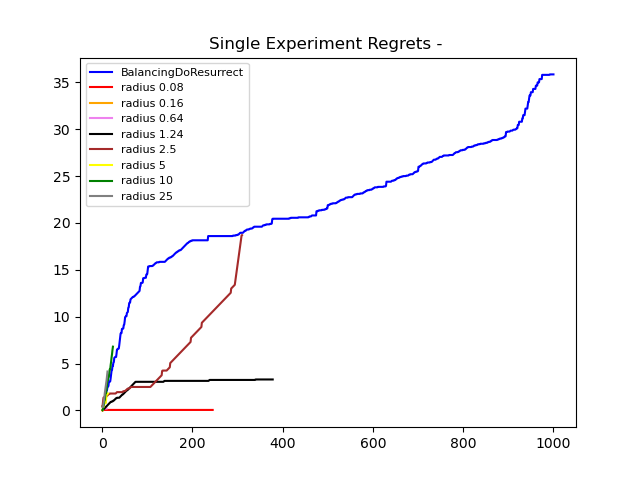 Single Experiment Regrets -
BalancingDoResurrect
radius 0.08
radius 0.16
radius 0.64
radius 1.24
radius 2.5
radius 5
radius 10
radius 25
35
30
25
20
15
10
5
0
0 200 400 600 800 1000